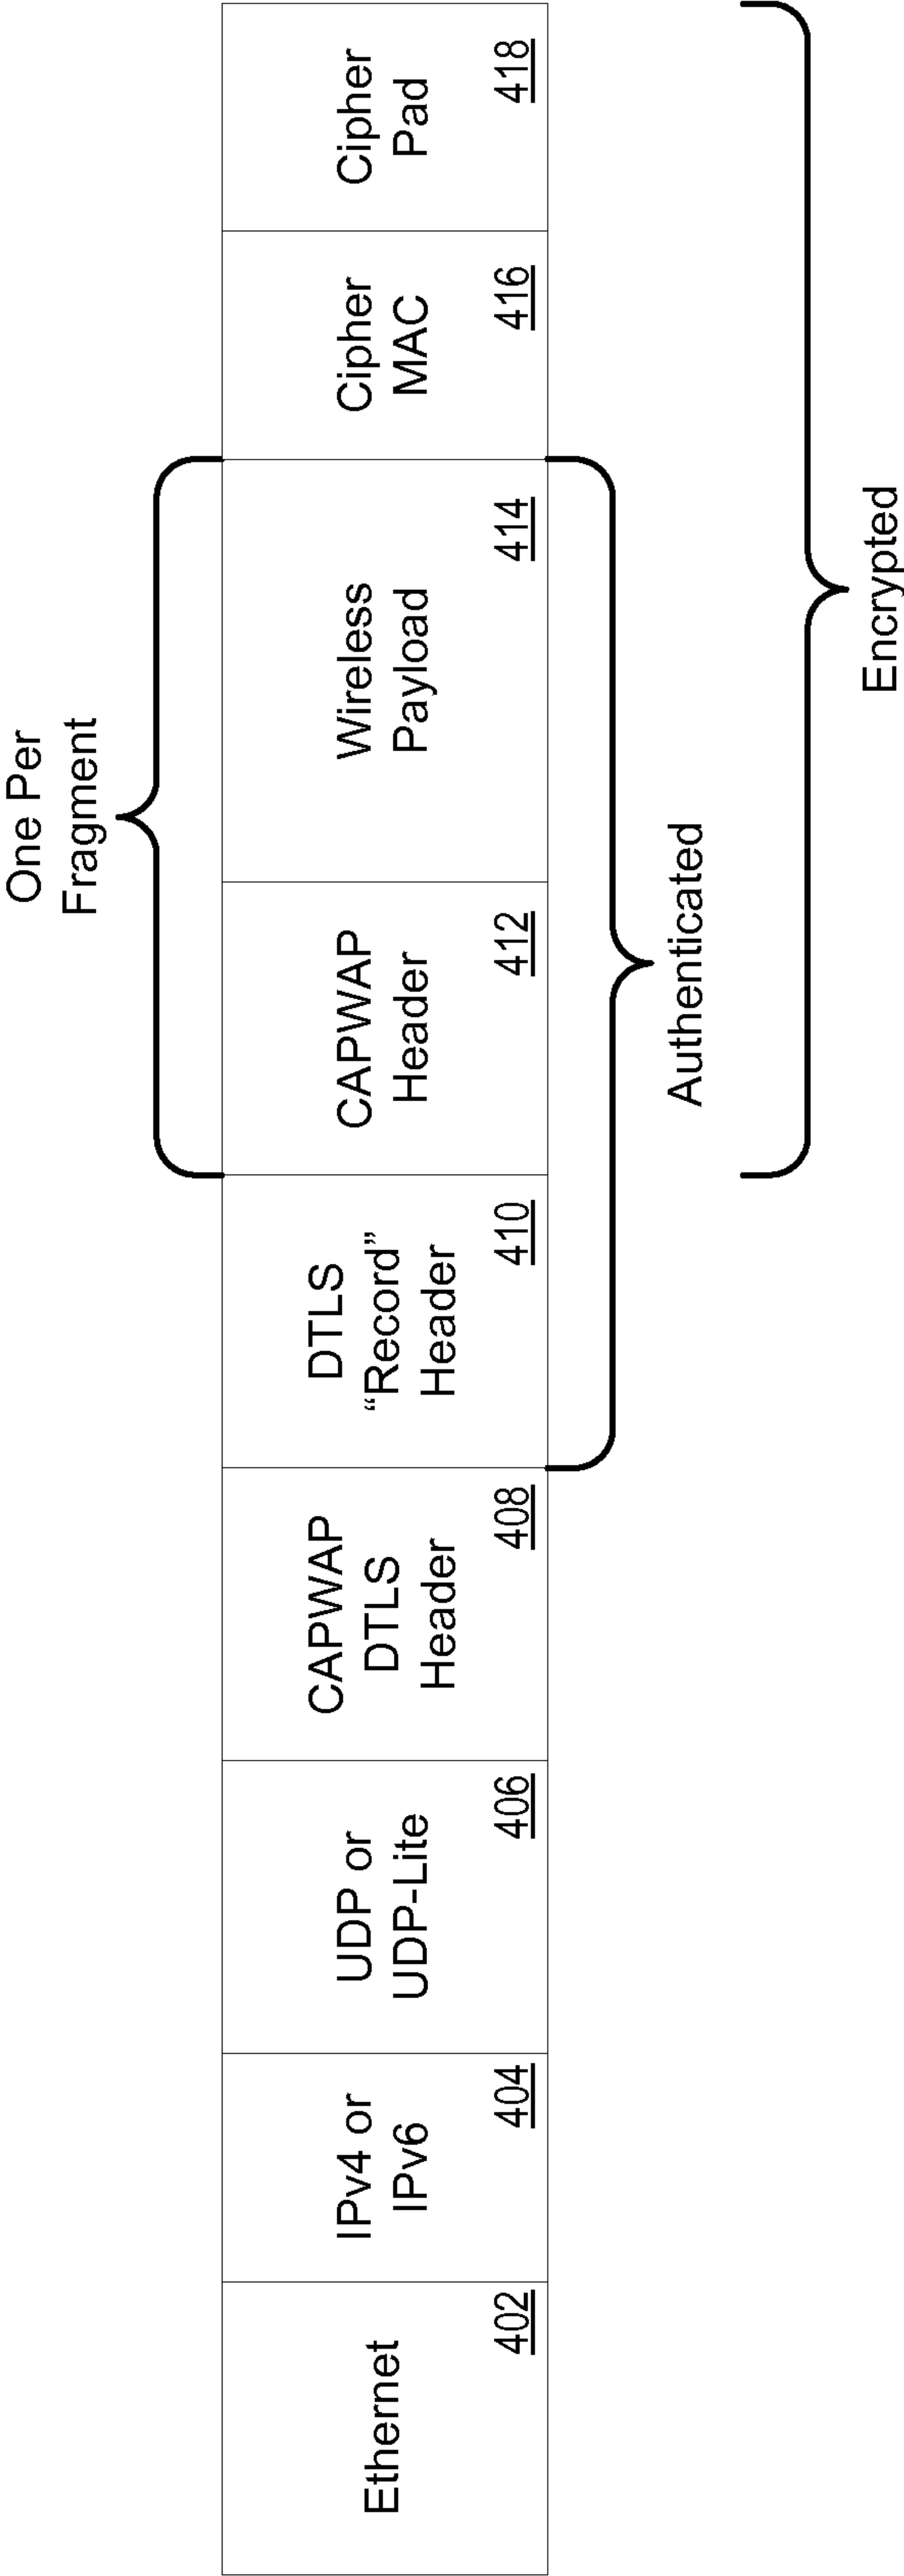 One Per
Fragment
Ethernet
402
IPv4 or
IPv6
404
UDP or
UDP-Lite
406
CAPWAP
DTLS
Header
408
DTLS
“Record”
Header
410
CAPWAP
Header
412
Wireless
Payload
414
Cipher
MAC
416
Cipher
Pad
418
Authenticated
Encrypted